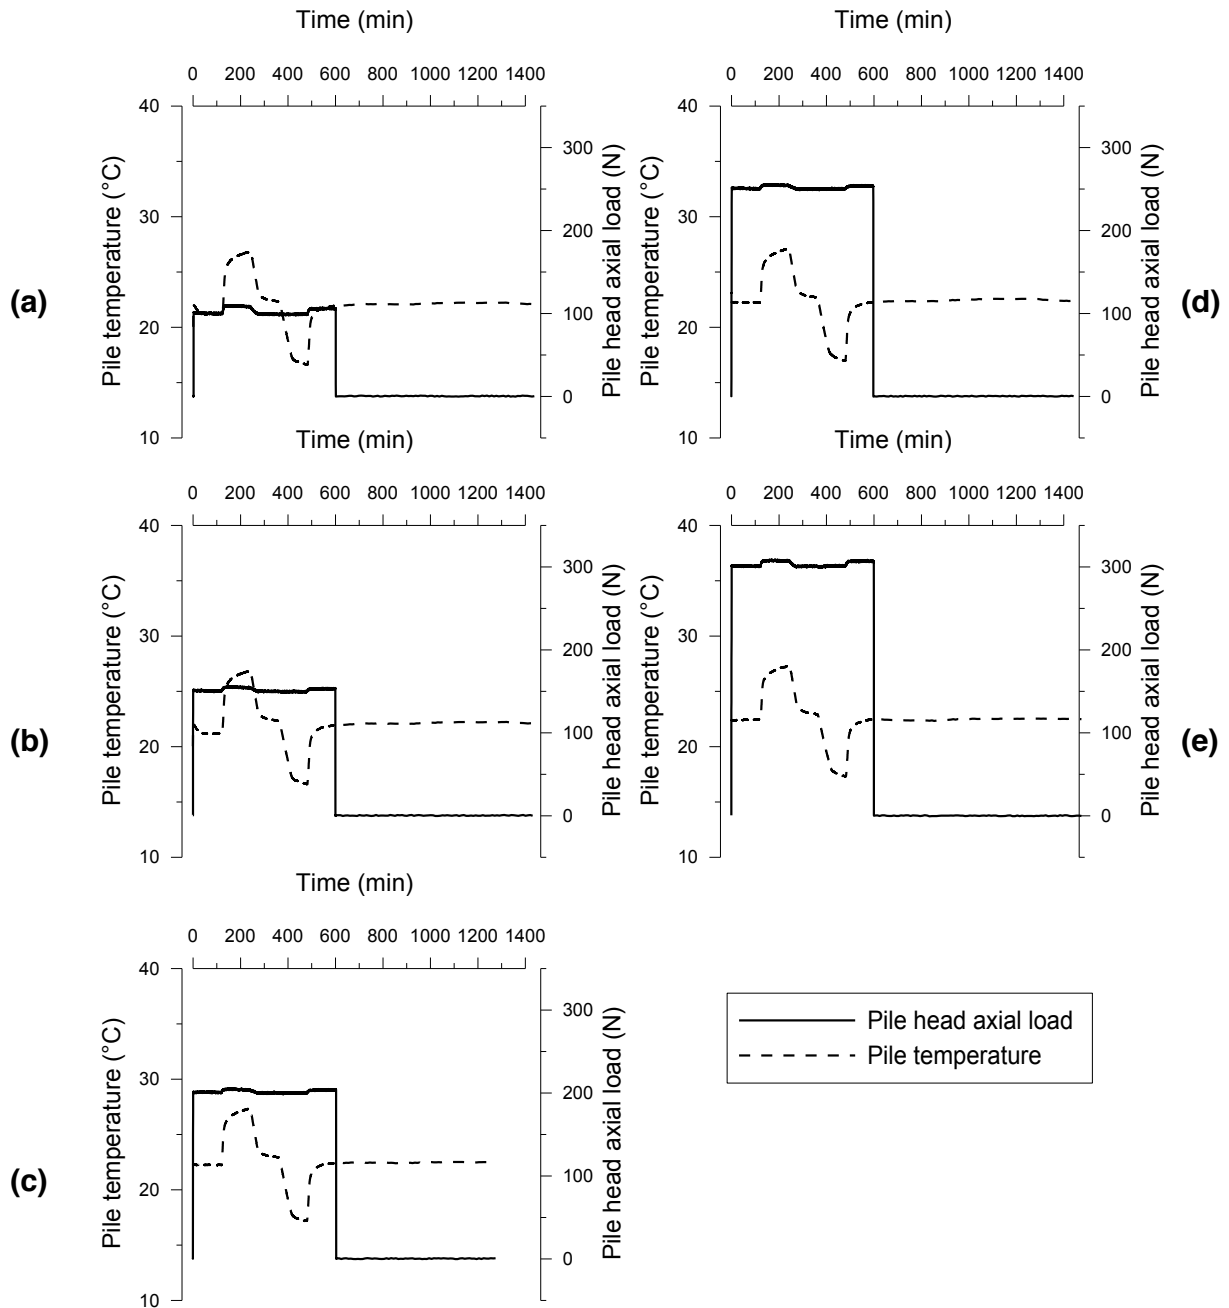 Time (min)
0 200 400 600 800 1000 1200 1400
40
30
20
10
Pile temperature (°C)
300
200
100
0
Pile head axial load (N)
(a)
Time (min)
0 200 400 600 800 1000 1200 1400
40
30
20
10
Pile temperature (°C)
300
200
100
0
Pile head axial load (N)
(d)
Time (min)
0 200 400 600 800 1000 1200 1400
40
30
20
10
Pile temperature (°C)
300
200
100
0
Pile head axial load (N)
(b)
Time (min)
0 200 400 600 800 1000 1200 1400
40
30
20
10
Pile temperature (°C)
300
200
100
0
Pile head axial load (N)
(e)
Time (min)
0 200 400 600 800 1000 1200 1400
40
30
20
10
Pile temperature (°C)
300
200
100
0
Pile head axial load (N)
(c)
Pile head axial load
Pile temperature